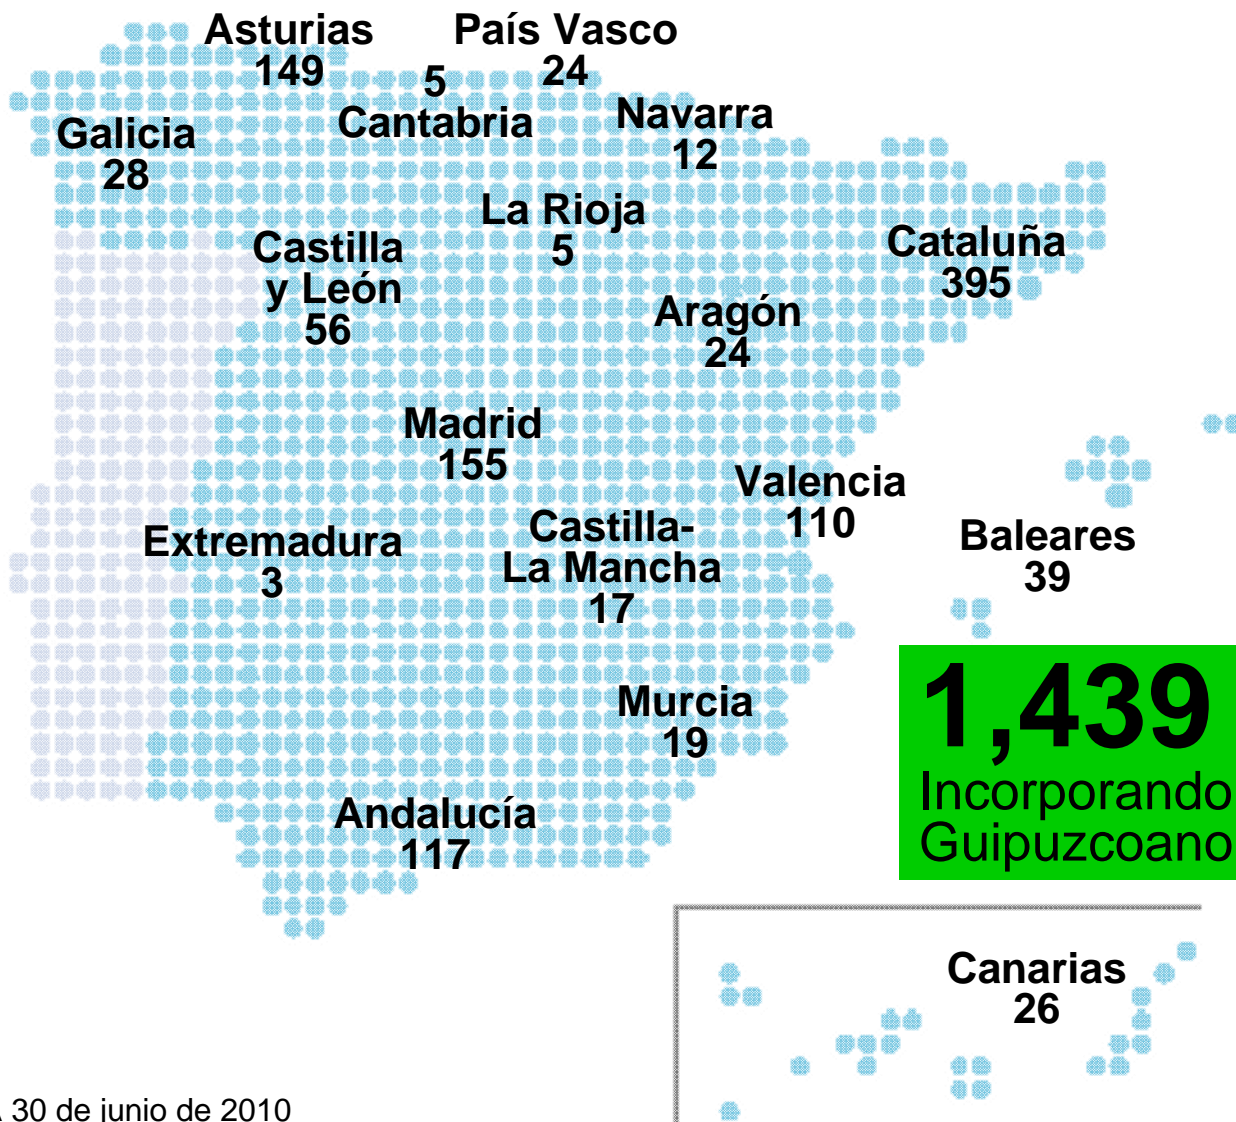 Asturias
149
País Vasco
24
5
Cantabria
Navarra
12
Galicia
28
La Rioja
5
Castilla
y León
56
Cataluña
395
Aragón
24
Madrid
155
Valencia
110
Extremadura
3
Castilla-
La Mancha
17
Baleares
39
Murcia
19
1,439
Incorporando
Guipuzcoano
Andalucía
117
Canarias
26
A 30 de junio de 2010